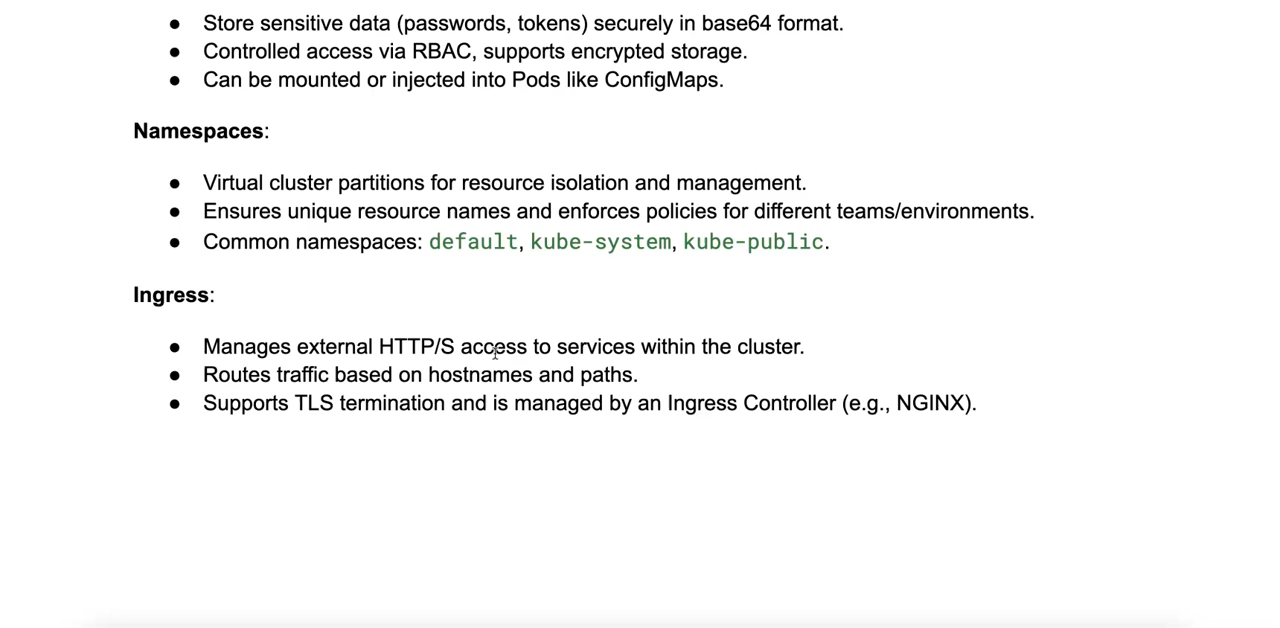 ● Store sensitive data (passwords, tokens) securely in base64 format.
● Controlled access via RBAC, supports encrypted storage.
● Can be mounted or injected into Pods like ConfigMaps.
Namespaces:
● Virtual cluster partitions for resource isolation and management.
● Ensures unique resource names and enforces policies for different teams/environments.
● Common namespaces: default, kube-system, kube-public.
Ingress:
● Manages external HTTP/S access to services within the cluster.
● Routes traffic based on hostnames and paths.
● Supports TLS termination and is managed by an Ingress Controller (e.g., NGINX).